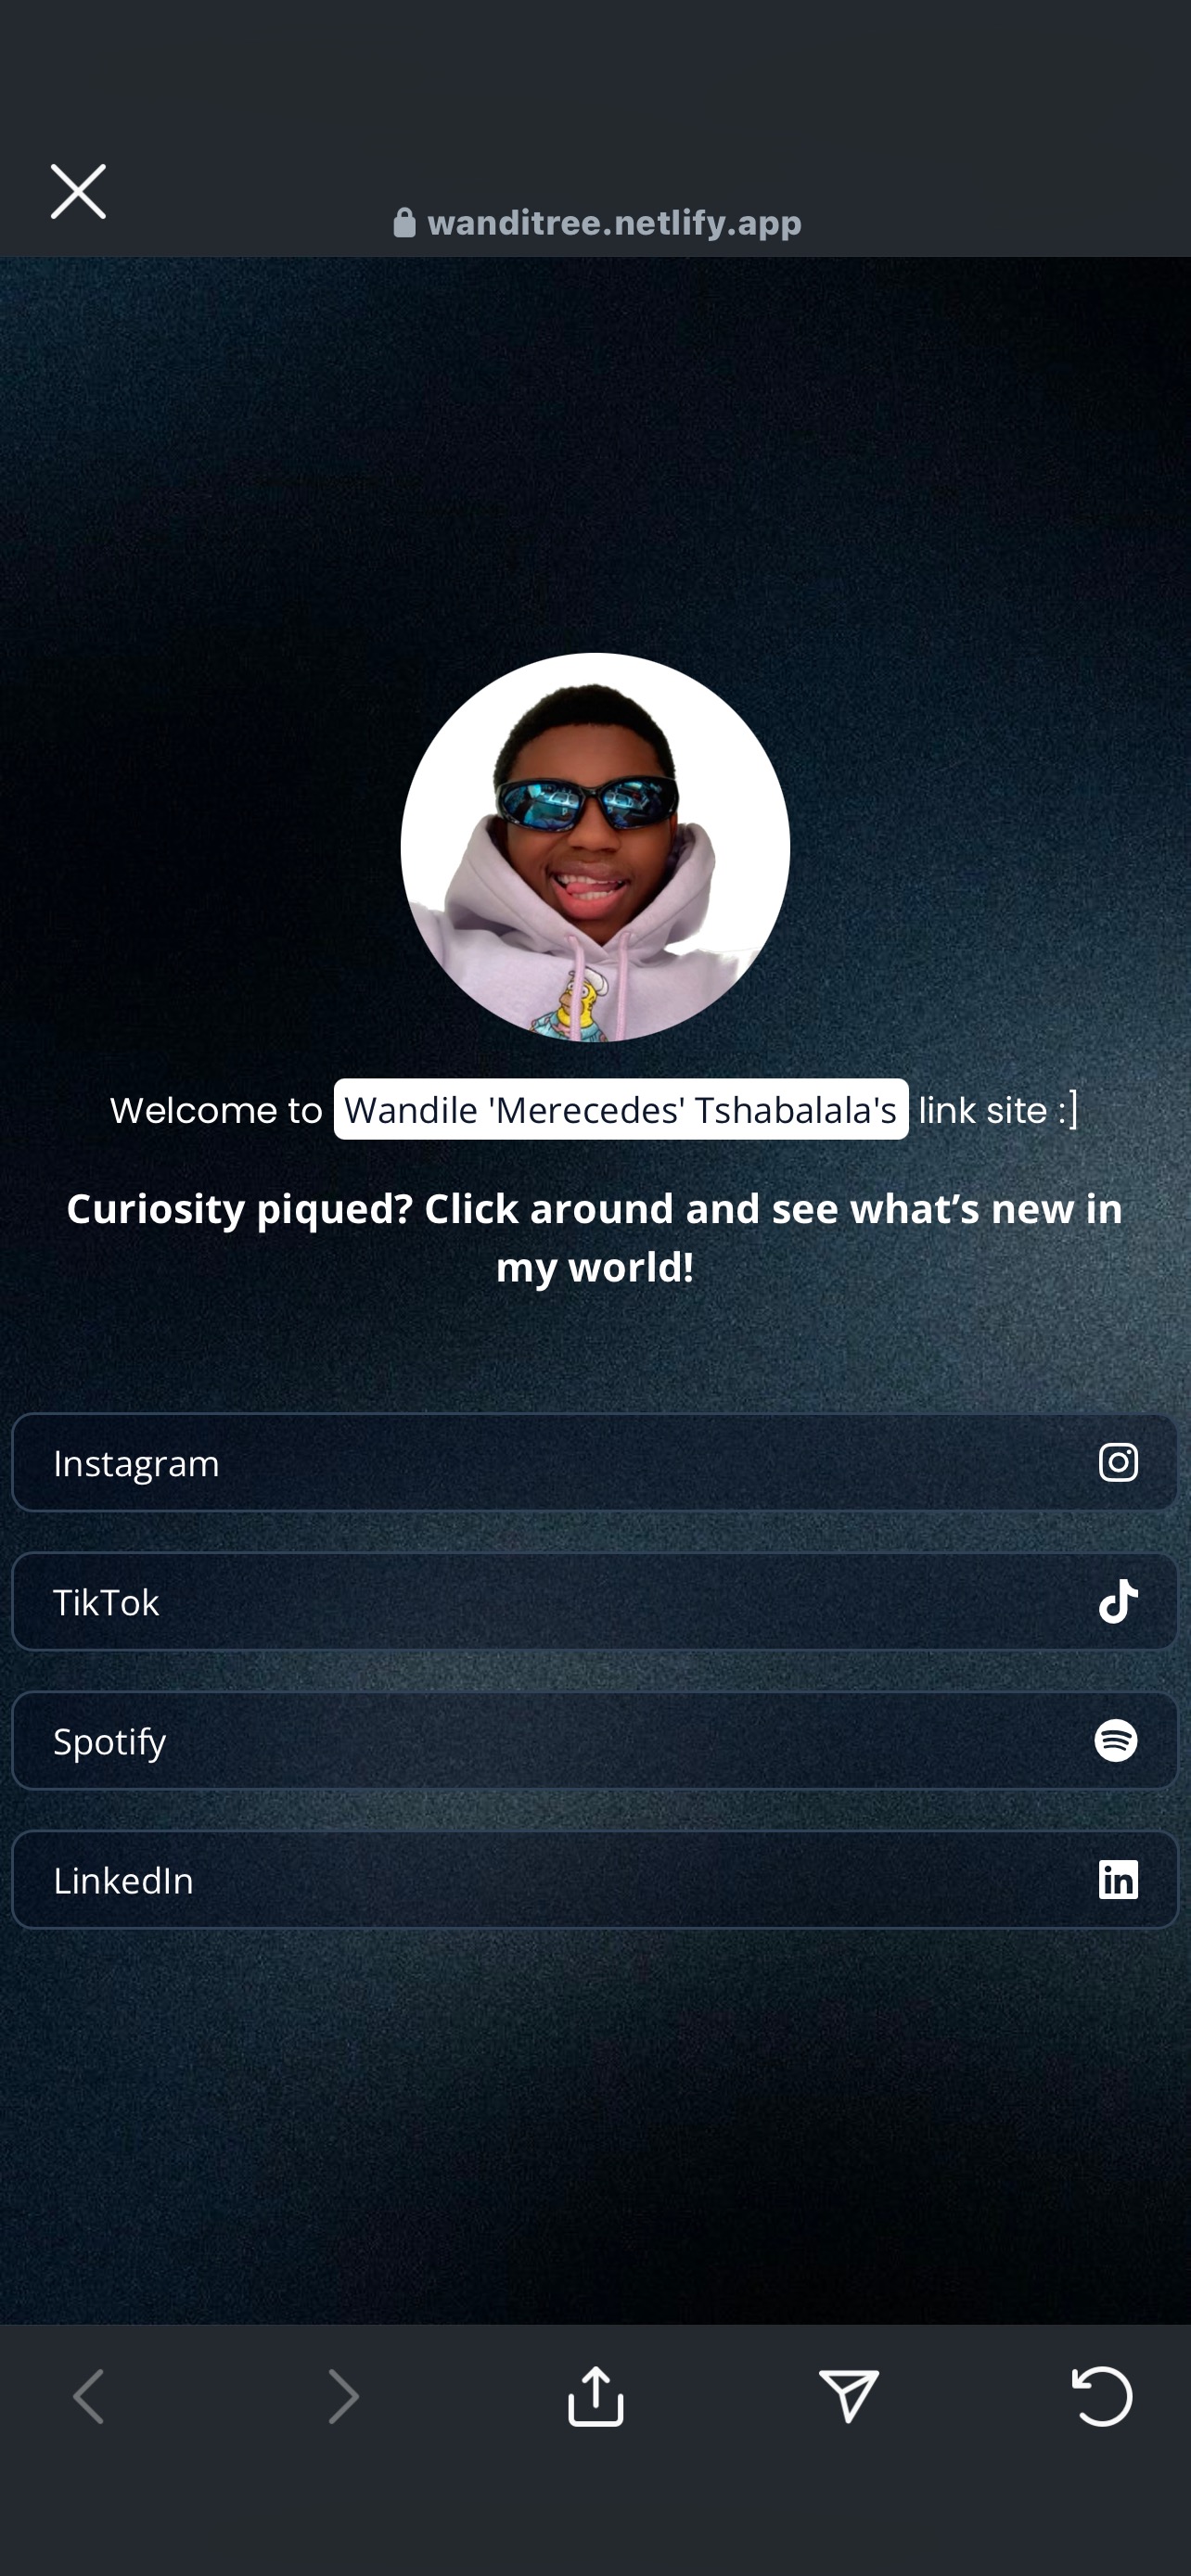 wanditree.netlify.app
Welcome to Wandile 'Merecedes' Tshabalala's link site :]
Curiosity piqued? Click around and see what’s new in
my world!
Instagram
TikTok
Spotify
LinkedIn